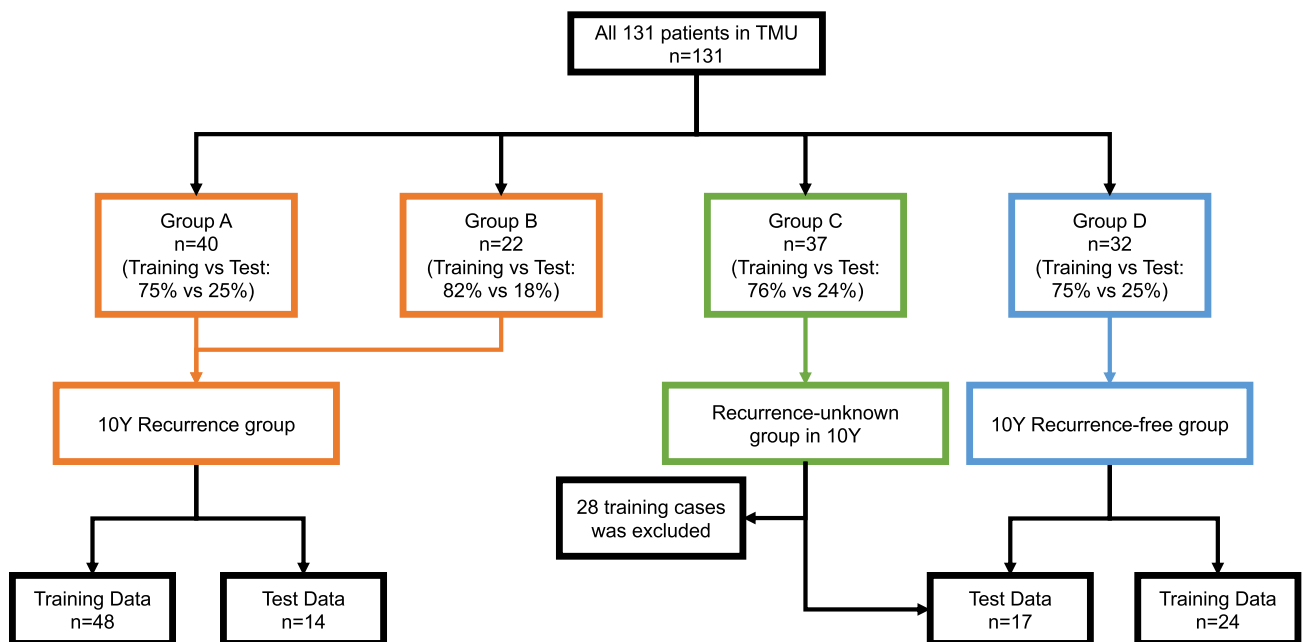 All 131 patients in TMU
n=131
Group A
n=40
(Training vs Test:
75% vs 25%)
Group B
n=22
(Training vs Test:
82% vs 18%)
Group C
n=37
(Training vs Test:
76% vs 24%)
Group D
n=32
(Training vs Test:
75% vs 25%)
10Y Recurrence group
Recurrence-unknown
group in 10Y
10Y Recurrence-free group
28 training cases
was excluded
Training Data
n=48
Test Data
n=14
Test Data
n=17
Training Data
n=24